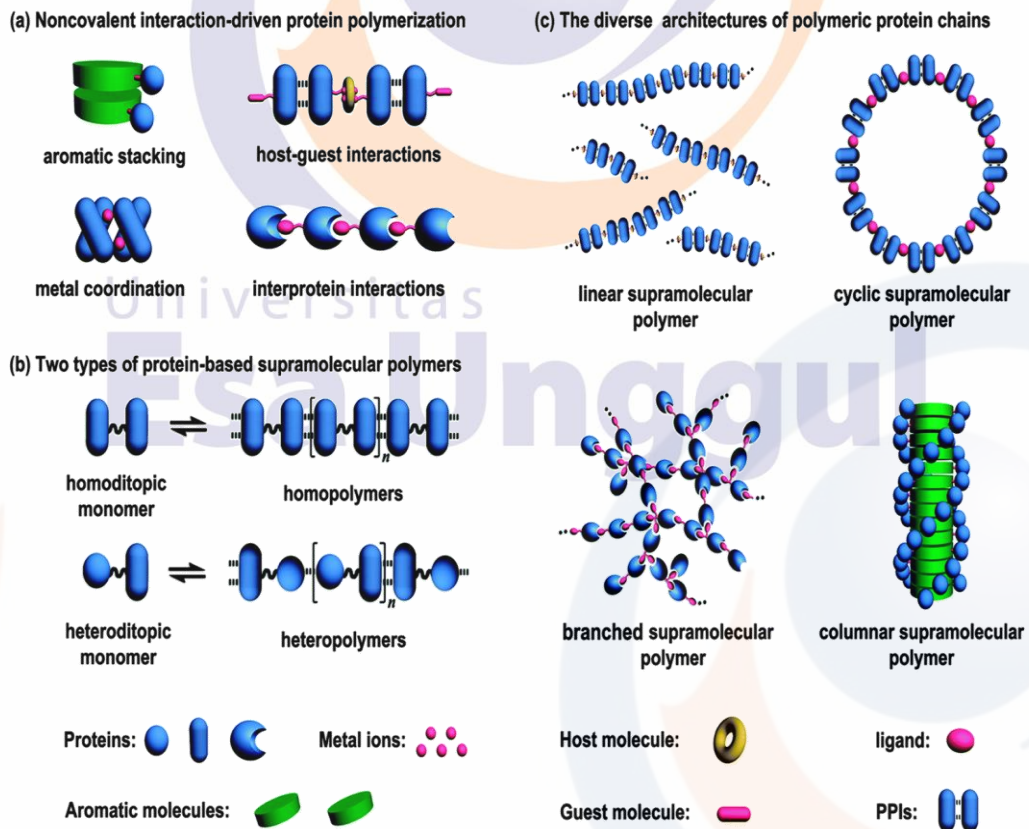 (a) Noncovalent interaction-driven protein polymerization
aromatic stacking
host-guest interactions
metal coordination
interprotein interactions
(b) Two types of protein-based supramolecular polymers
homoditopic
monomer
n
homopolymers
heteroditopic
monomer
n
heteropolymers
(c) The diverse architectures of polymeric protein chains
linear supramolecular
polymer
cyclic supramolecular
polymer
branched supramolecular
polymer
columnar supramolecular
polymer
Proteins:
Metal ions:
Host molecule:
ligand:
Aromatic molecules:
Guest molecule:
PPIs:
Universitas
Esa Unggul